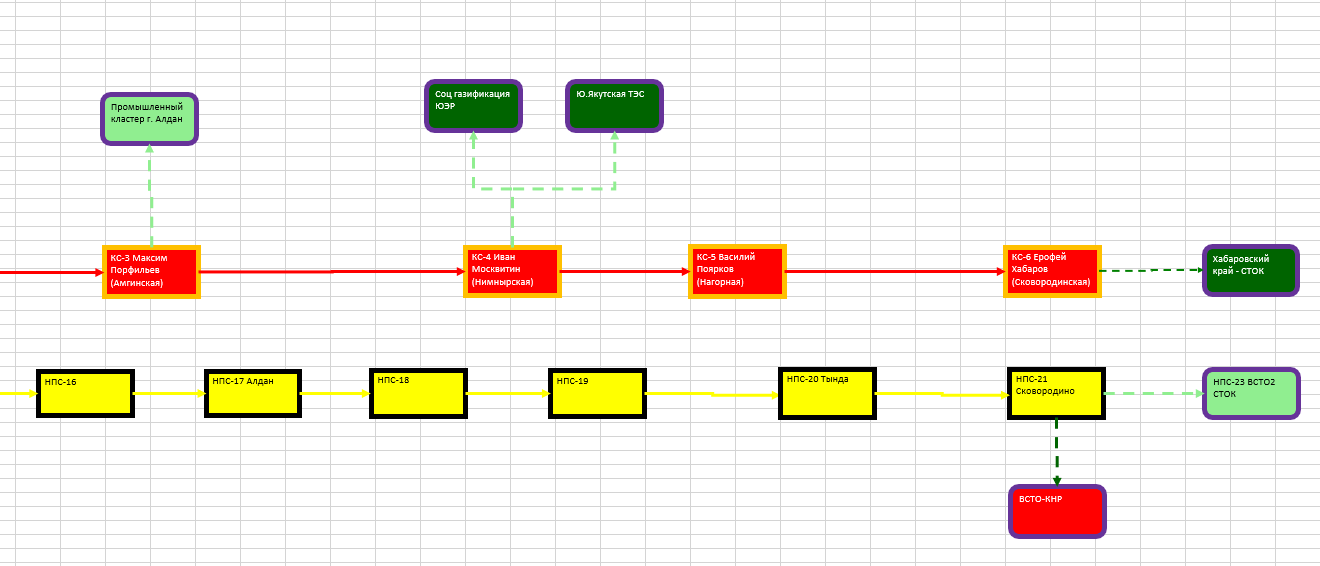 Промышленный
кластер г. Алдан
Соц газификация
ЮЭР
Ю.Якутская ТЭС
КС-3 Максим
Порфильев
(Амгинская)
КС-4 Иван
Москвитин
(Нимнырская)
КС-5 Василий
Поярков
(Нагорная)
КС-6 Ерофей
Хабаров
(Сковородинская)
Хабаровский
край - СТОК
НПС-16
НПС-17 Алдан
НПС-18
НПС-19
НПС-20 Тында
НПС-21
Сковородино
НПС-23 ВСТО2
СТОК
ВСТО-КНР